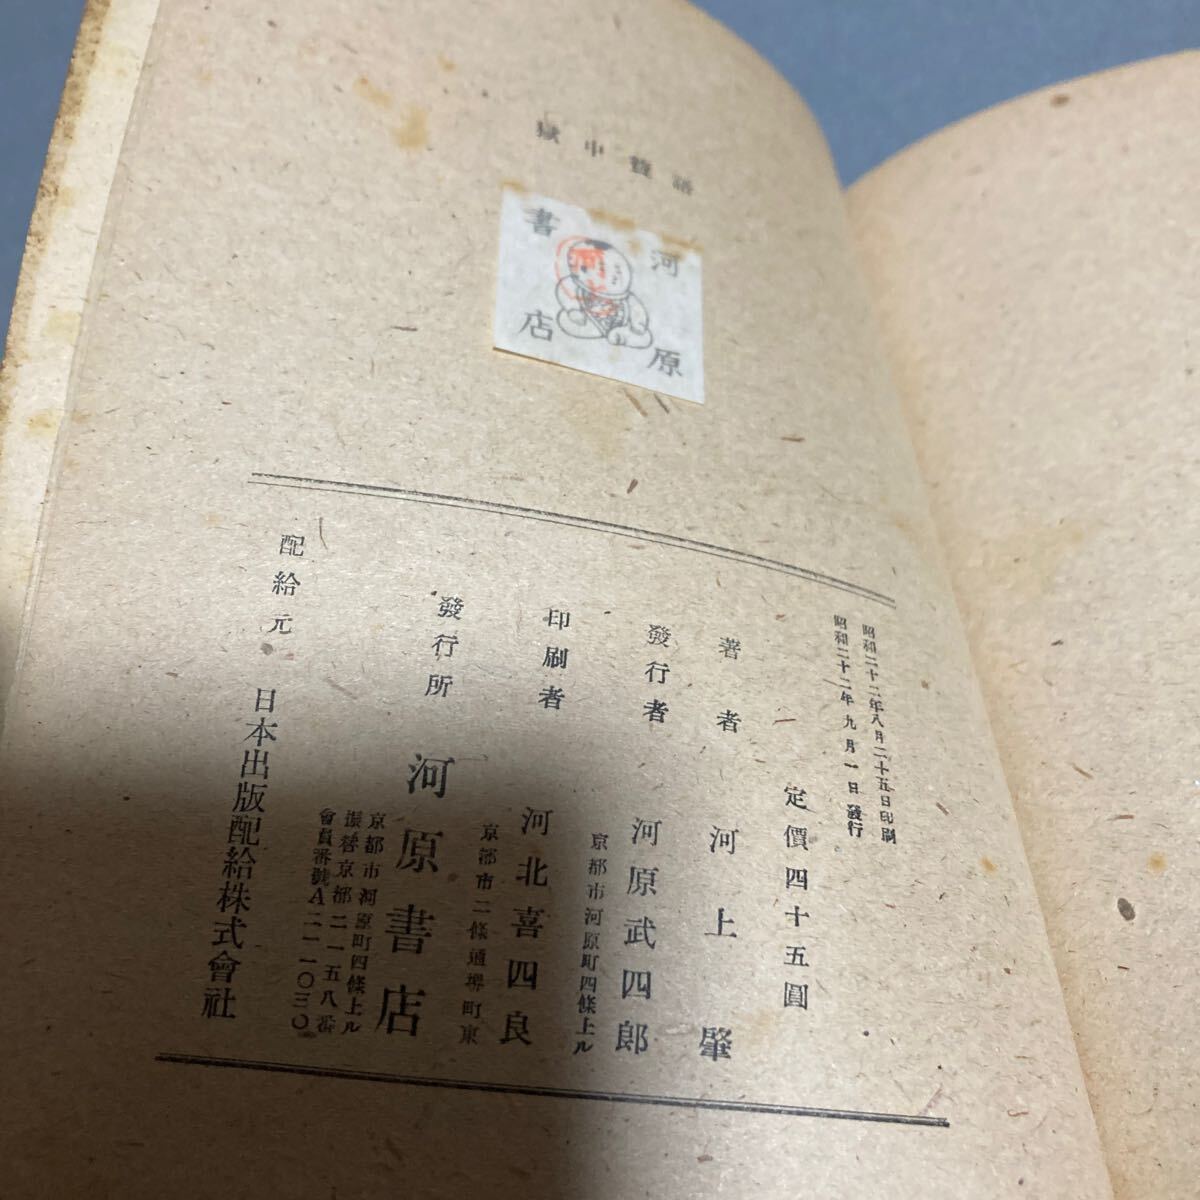 獄中贅語
河原
書店
河上
昭和二十二年八月二十五日印刷
昭和二十二年九月一日發行
定價四十五圓
著者 河上肇
發行者 河原武四郎
京都市河原町四條上ル
印刷者 河北喜四良
京都市二條通堺町東
發行所 河原書店
京都市河原町四條上ル
振替京都二一五八番
會員番號A二一一〇三〇
配給元 日本出版配給株式會社